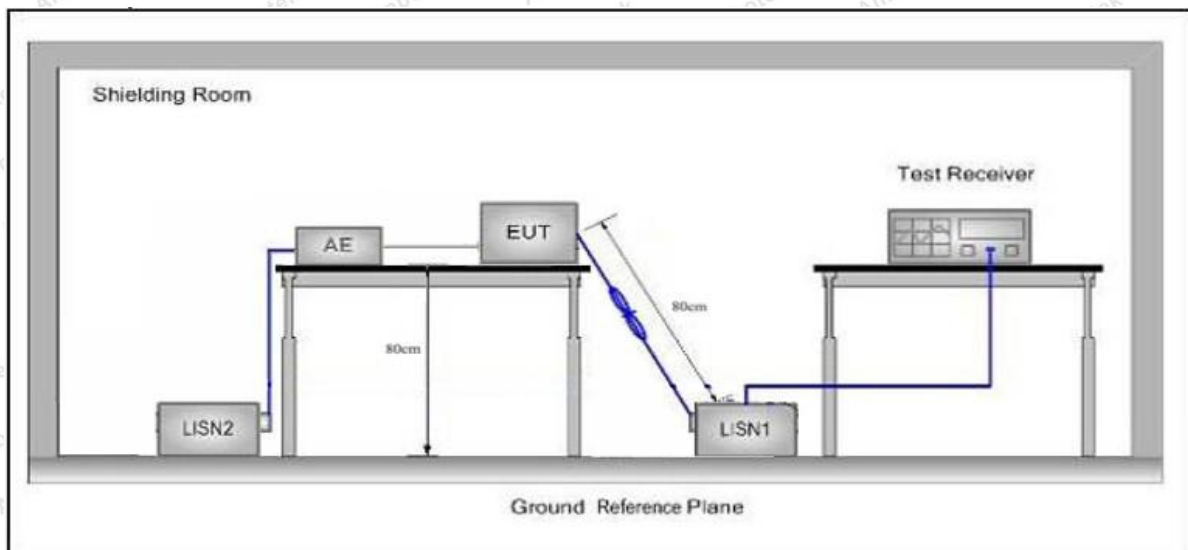 Shielding Room
Test Receiver
AE
EUT
80cm
80cm
LISN2
LISN1
Ground Reference Plane